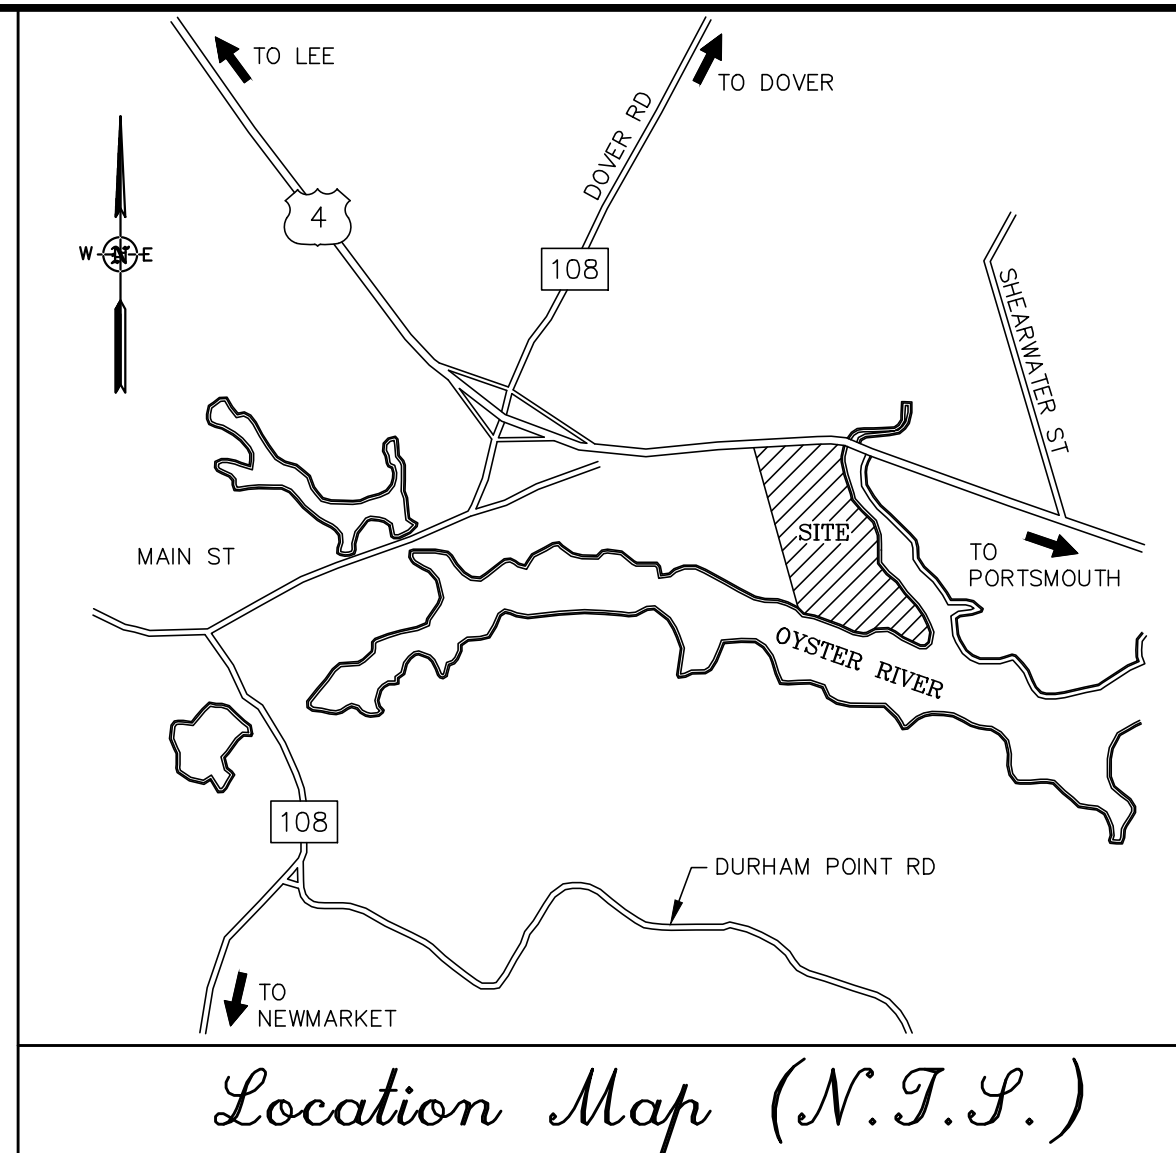 TO LEE
TO DOVER
DOVER RD
4
W N E
108
SHEARWATER ST
SITE
MAIN ST
TO
PORTSMOUTH
OYSTER RIVER
108
DURHAM POINT RD
TO
NEWMARKET
Location Map (N.T.S.)